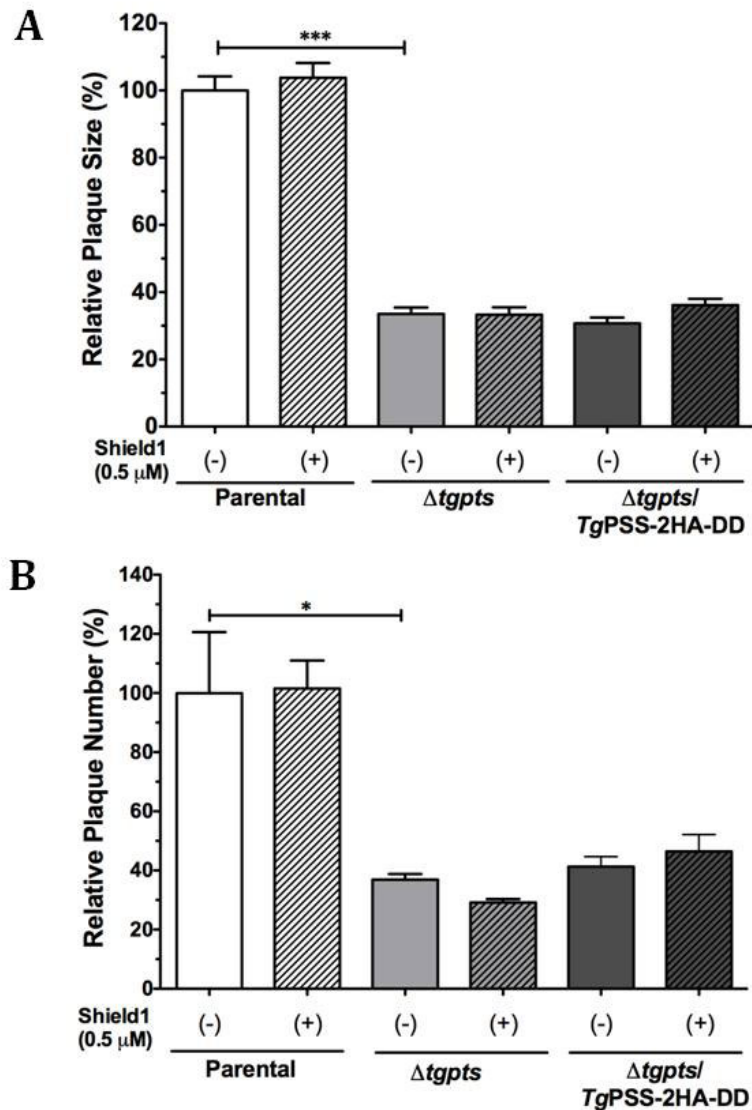 A
Relative Plaque Size (%)
120
100
80
60
40
20
0
***
Shield1
(0.5 μM)
(-) (+) (-) (+) (-) (+)
Parental Δtgpts Δtgpts/
TgPSS-2HA-DD
B
Relative Plaque Number (%)
140
120
100
80
60
40
20
0
*
Shield1
(0.5 μM)
(-) (+) (-) (+) (-) (+)
Parental Δtgpts Δtgpts/
TgPSS-2HA-DD